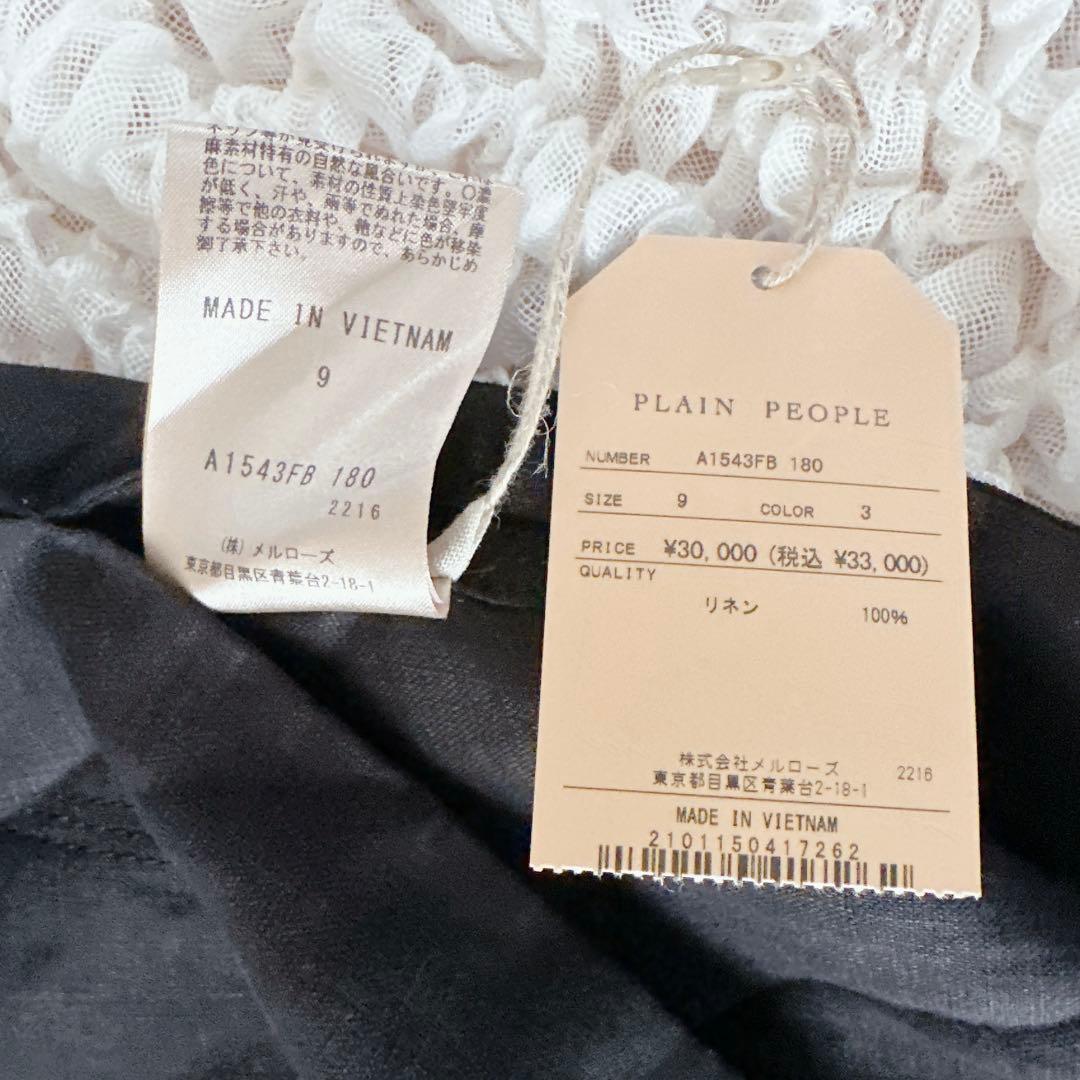 麻素材特有の自然な風合いです。〇濃
色について、素材の性質上染色堅牢度
が低く、汗や、雨等でぬれた場合、摩
擦等で他の衣料や、靴などに色が移染
する場合がありますので、あらかじめ
御了承下さい。
MADE IN VIETNAM
9
A1543FB 180
2216
(株) メルローズ
東京都目黒区青葉台2-18-1
PLAIN PEOPLE
NUMBER A1543FB 180
SIZE 9 COLOR 3
PRICE ¥30,000 (税込 ¥33,000)
QUALITY
リネン 100%
株式会社メルローズ 2216
東京都目黒区青葉台2-18-1
MADE IN VIETNAM
2101150417262